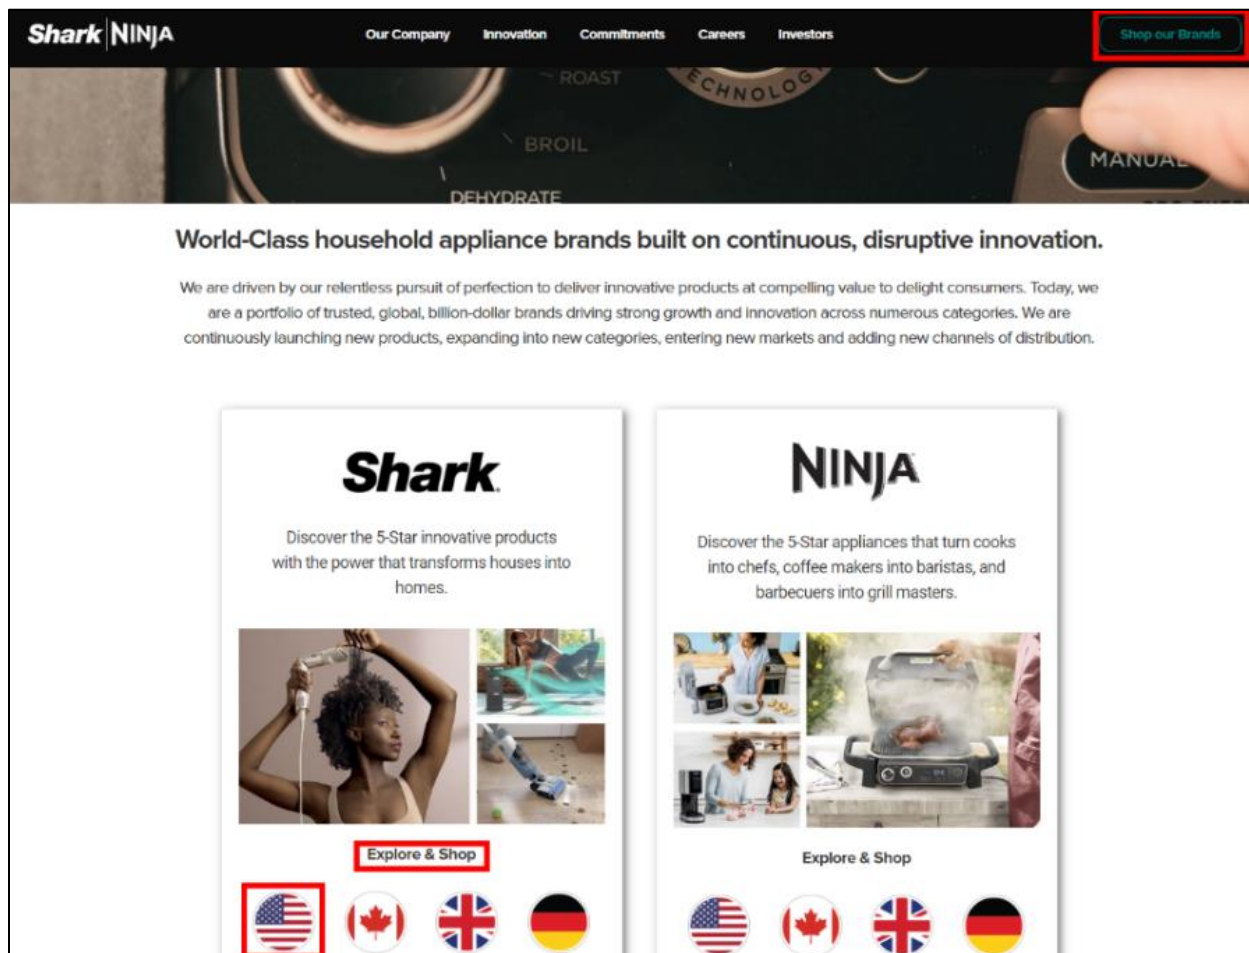 Shark NINJA
Our Company Innovation Commitments Careers Investors
Shop our Brands
ROAST
TECHNOLOG
BROIL
MANUAL
DEHYDRATE
World-Class household appliance brands built on continuous, disruptive innovation.
We are driven by our relentless pursuit of perfection to deliver innovative products at compelling value to delight consumers. Today, we
are a portfolio of trusted, global, billion-dollar brands driving strong growth and innovation across numerous categories. We are
continuously launching new products, expanding into new categories, entering new markets and adding new channels of distribution.
Shark
Discover the 5-Star innovative products
with the power that transforms houses into
homes.
Explore & Shop
NINJA
Discover the 5-Star appliances that turn cooks
into chefs, coffee makers into baristas, and
barbecuers into grill masters.
Explore & Shop